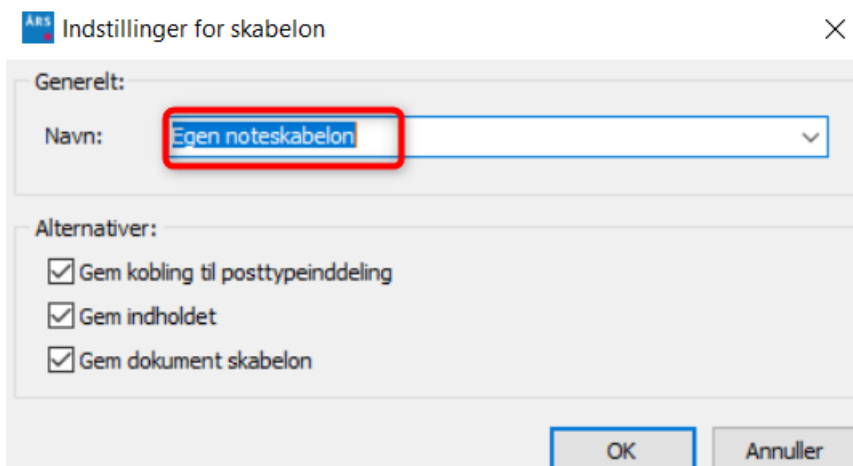 ÅRS
Indstillinger for skabelon
Generelt:
Navn: Egen noteskabelon
Alternativer:
Gem kobling til posttypeinddeling
Gem indholdet
Gem dokument skabelon
OK Annuller